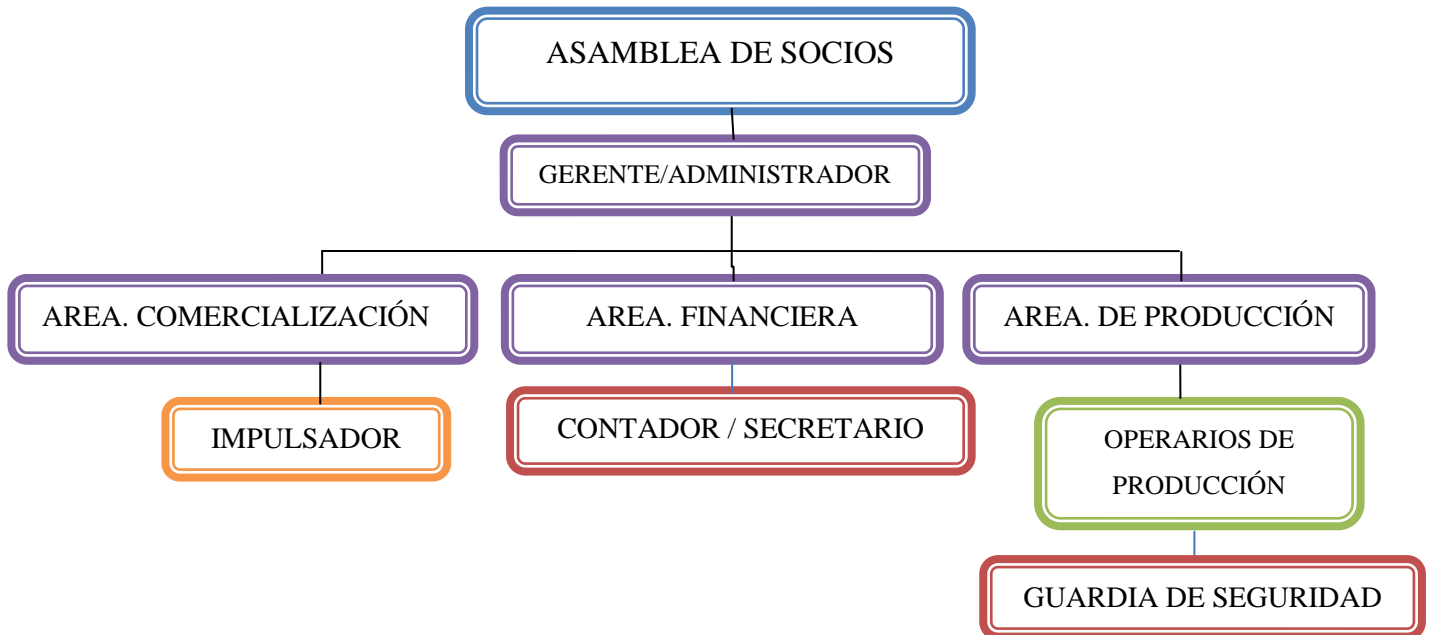 ASAMBLEA DE SOCIOS
GERENTE/ADMINISTRADOR
AREA. COMERCIALIZACIÓN
AREA. FINANCIERA
AREA. DE PRODUCCIÓN
IMPULSADOR
CONTADOR / SECRETARIO
OPERARIOS DE
PRODUCCIÓN
GUARDIA DE SEGURIDAD